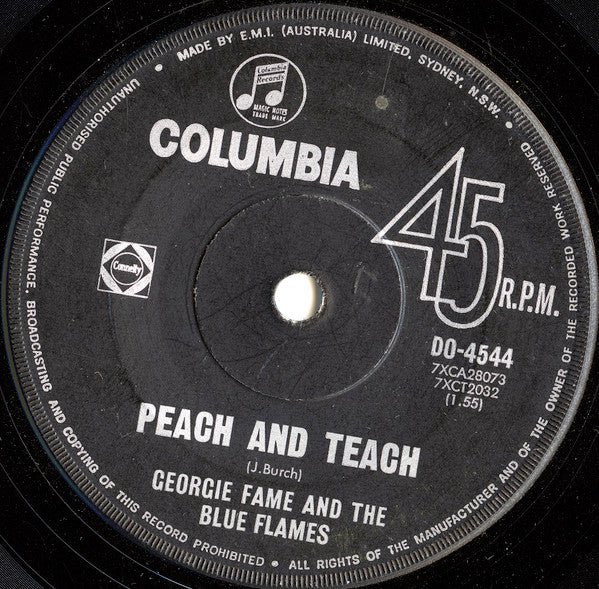 MADE BY E.M.I. (AUSTRALIA) LIMITED, SYDNEY, N.S.W. •
Columbia
Records
MAGIC NOTES
TRADE MARK
COLUMBIA
45 R.P.M.
Connelly
DO-4544
7XCA28073
7XCT2032
(1.55)
PEACH AND TEACH
(J. Burch)
GEORGIE FAME AND THE
BLUE FLAMES
UNAUTHORISED PUBLIC PERFORMANCE, BROADCASTING AND COPYING OF THIS RECORD PROHIBITED • ALL RIGHTS OF THE MANUFACTURER AND OF THE OWNER OF THE RECORDED WORK RESERVED •